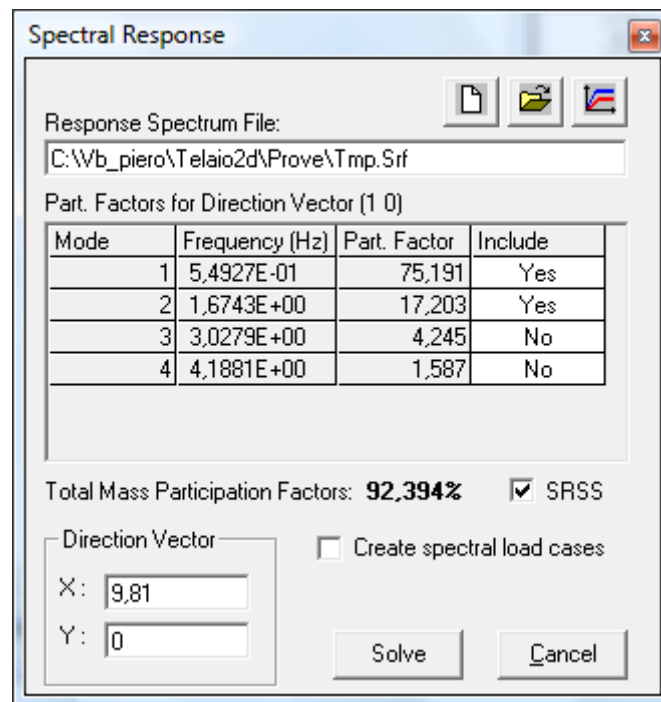 Spectral Response
Response Spectrum File:
C:\Vb_piero\Telaio2d\Prove\Tmp.Srf
Part. Factors for Direction Vector (1 0)
Mode Frequency (Hz) Part. Factor Include
1 5,4927E-01 75,191 Yes
2 1,6743E+00 17,203 Yes
3 3,0279E+00 4,245 No
4 4,1881E+00 1,587 No
Total Mass Participation Factors: 92,394% SRSS
Direction Vector
Create spectral load cases
X: 9,81
Y: 0
Solve Cancel